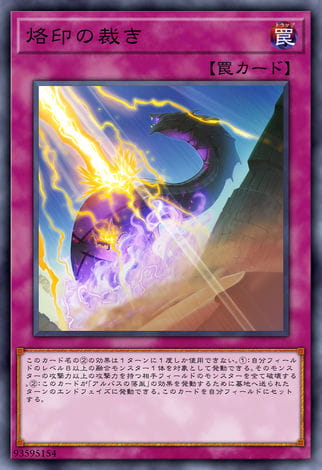 烙印の裁き
トラップ
罠
【罠カード】
このカード名の②の効果は1ターンに1度しか使用できない。①:自分フィール
ドのレベル8以上の融合モンスター1体を対象として発動できる。そのモンス
ターの攻撃力以上の攻撃力を持つ相手フィールドのモンスターを全て破壊す
る。②:このカードが「アルバスの落胤」の効果を発動するために墓地へ送られた
ターンのエンドフェイズに発動できる。このカードを自分フィールドにセット
する。
93595154